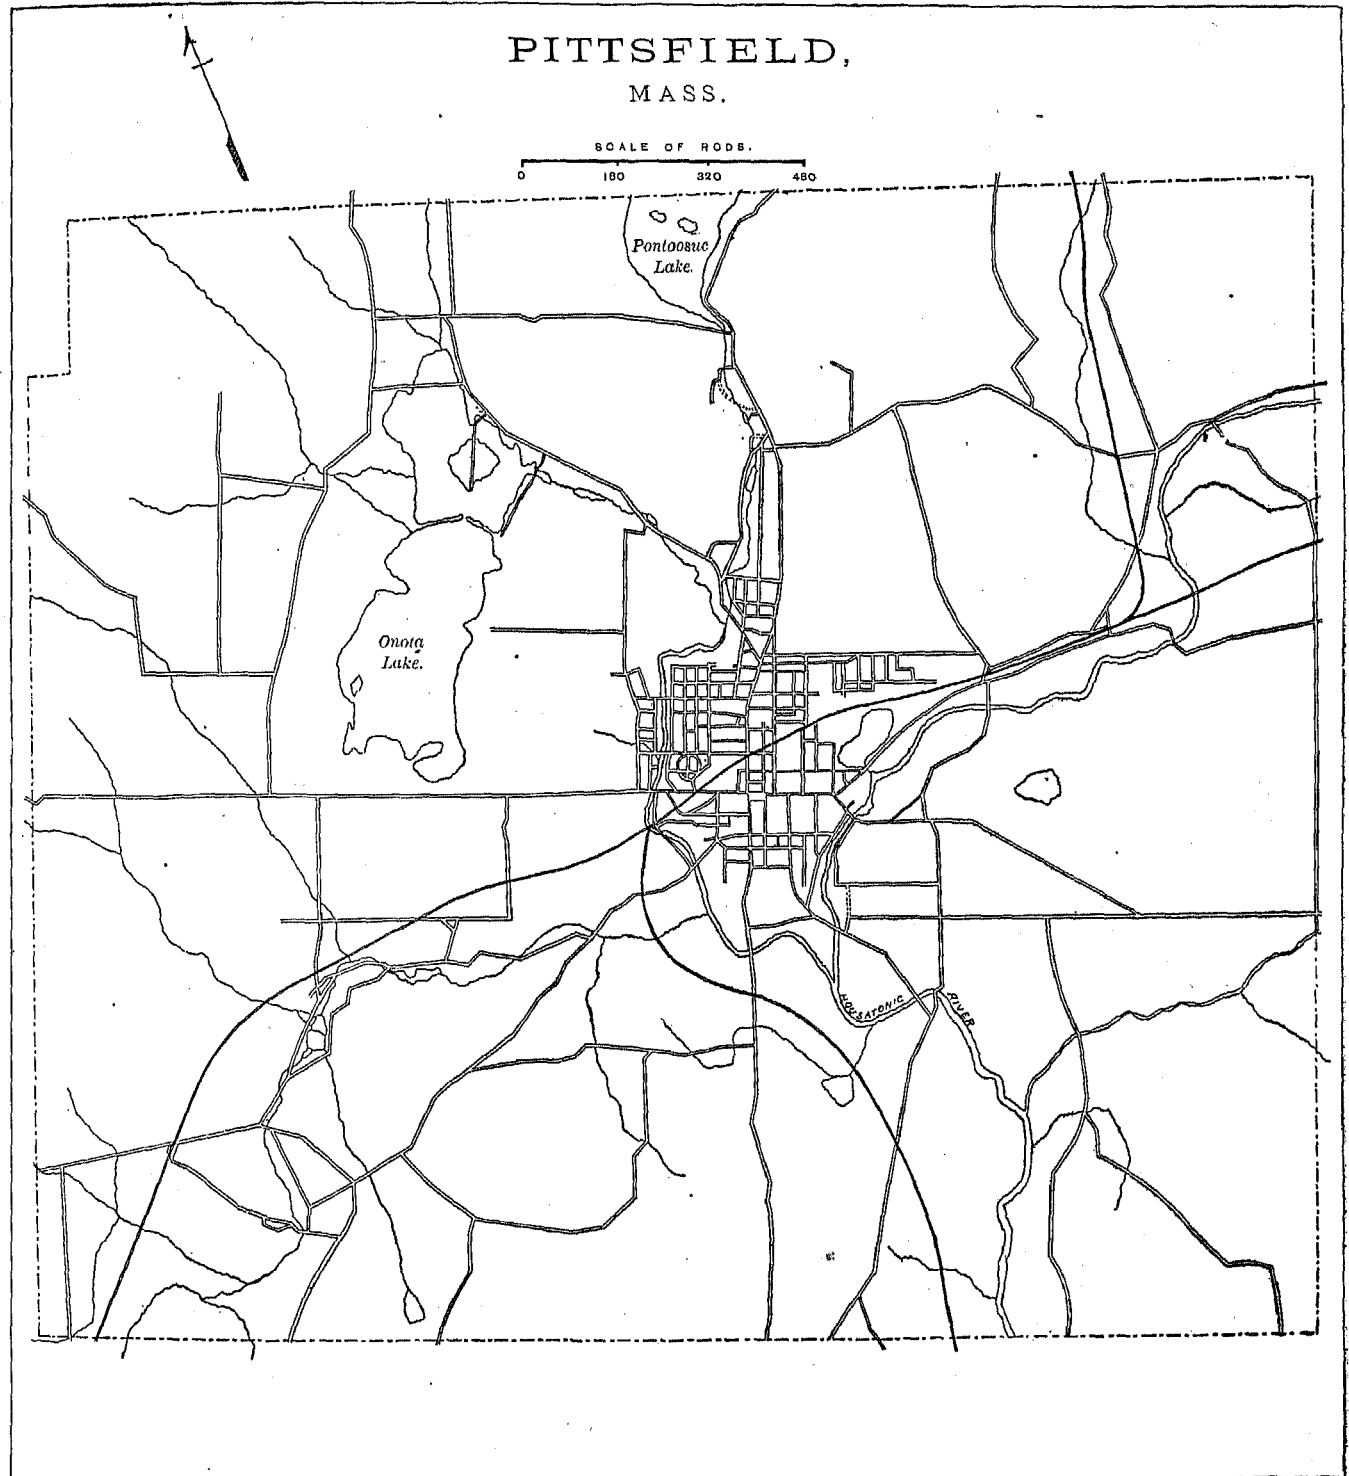 PITTSFIELD,
MASS.
SCALE OF RODS.
0 160 320 480
Pontoosuc
Lake.
Onota
Lake.
HOUSATONIC RIVER